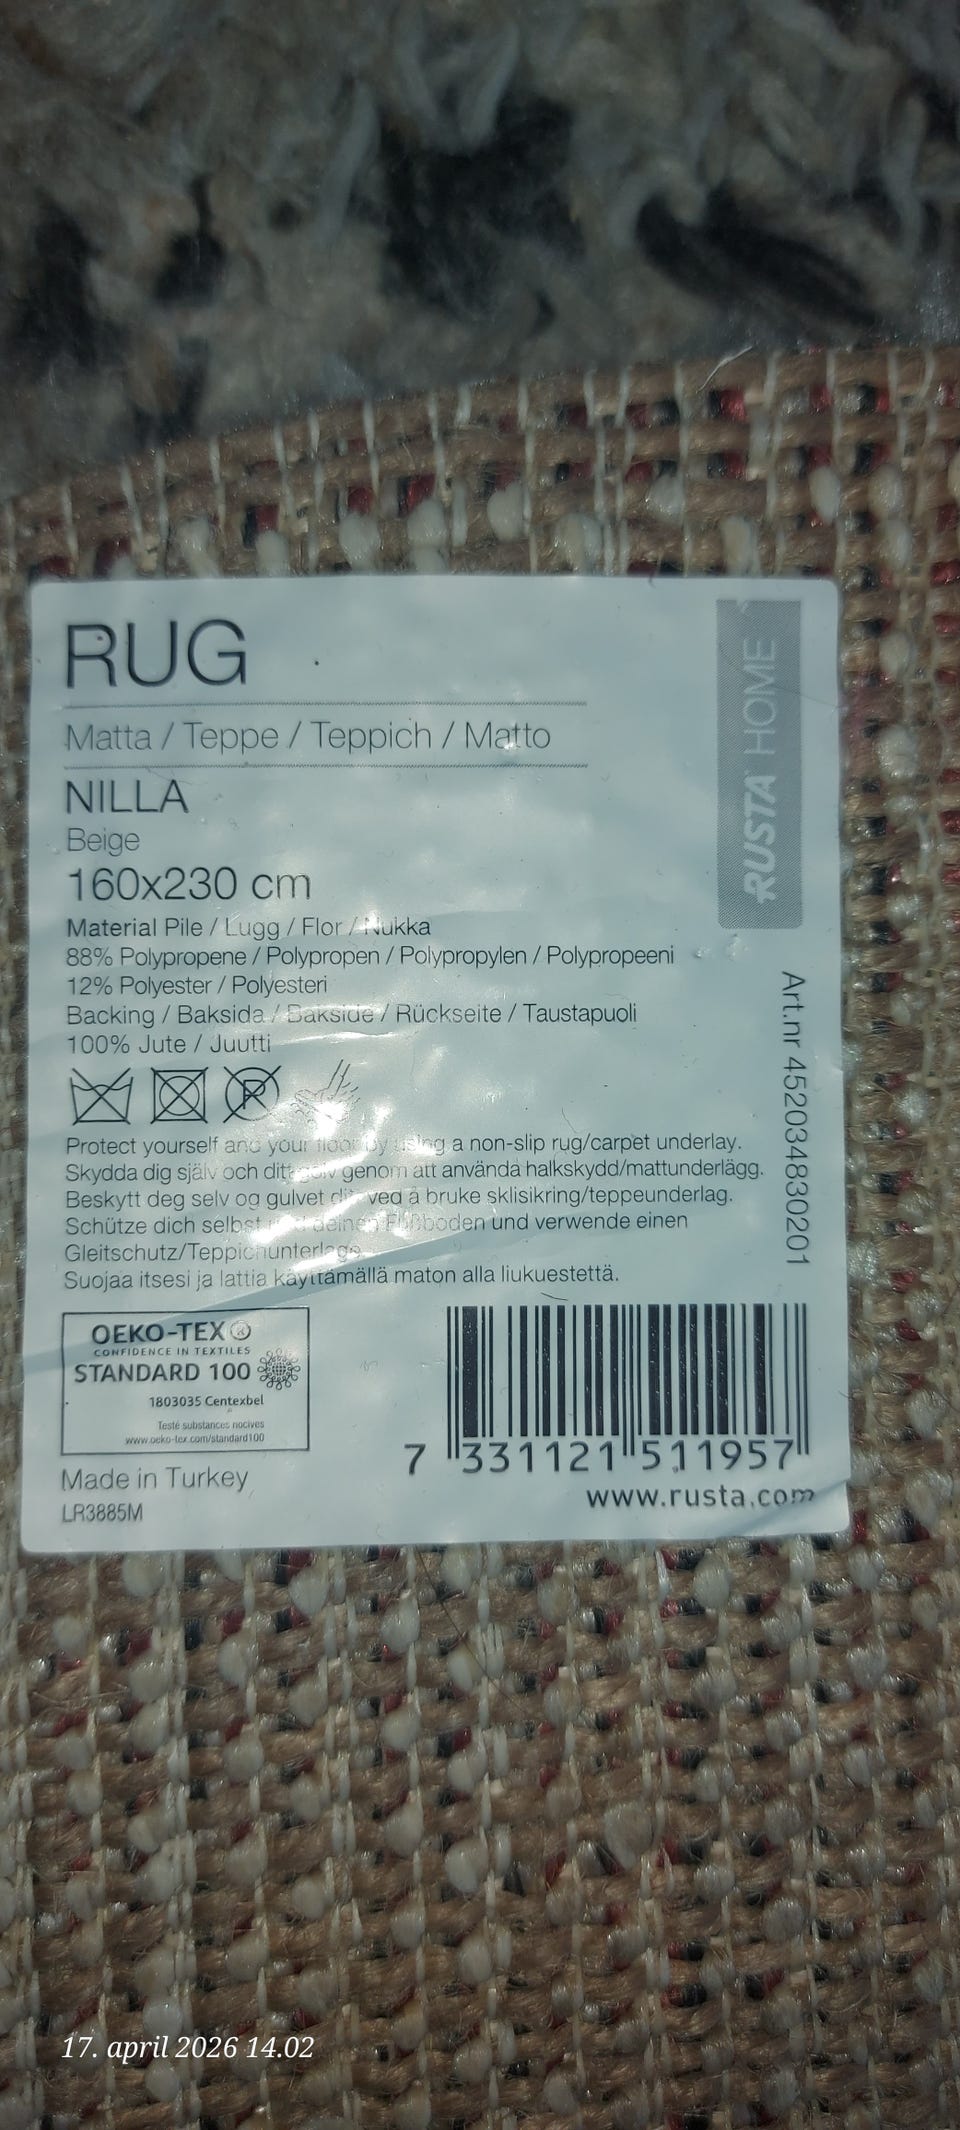 RUG
Matta / Teppe / Teppich / Matto
NILLA
Beige
160x230 cm
Material Pile / Lugg / Flor / Nukka
88% Polypropene / Polypropen / Polypropylen / Polypropeeni
12% Polyester / Polyesteri
Backing / Baksida / Bakside / Rückseite / Taustapuoli
100% Jute / Juutti
P
Protect yourself and your floor by using a non-slip rug/carpet underlay.
Skydda dig själv och ditt golv genom att använda halkskydd/mattunderlägg.
Beskytt deg selv og gulvet ditt ved å bruke sklisikring/teppeunderlag.
Schütze dich selbst und deinen Fußboden und verwende einen
Gleitschutz/Teppichunterlage.
Suojaa itsesi ja lattia käyttämällä maton alla liukuestettä.
RUSTA HOME
Art.nr 452034830201
OEKO-TEX®
CONFIDENCE IN TEXTILES
STANDARD 100
1803035 Centexbel
Testé substances nocives
www.oeko-tex.com/standard100
Made in Turkey
LR3885M
7 331121 511957
www.rusta.com
17. april 2026 14.02